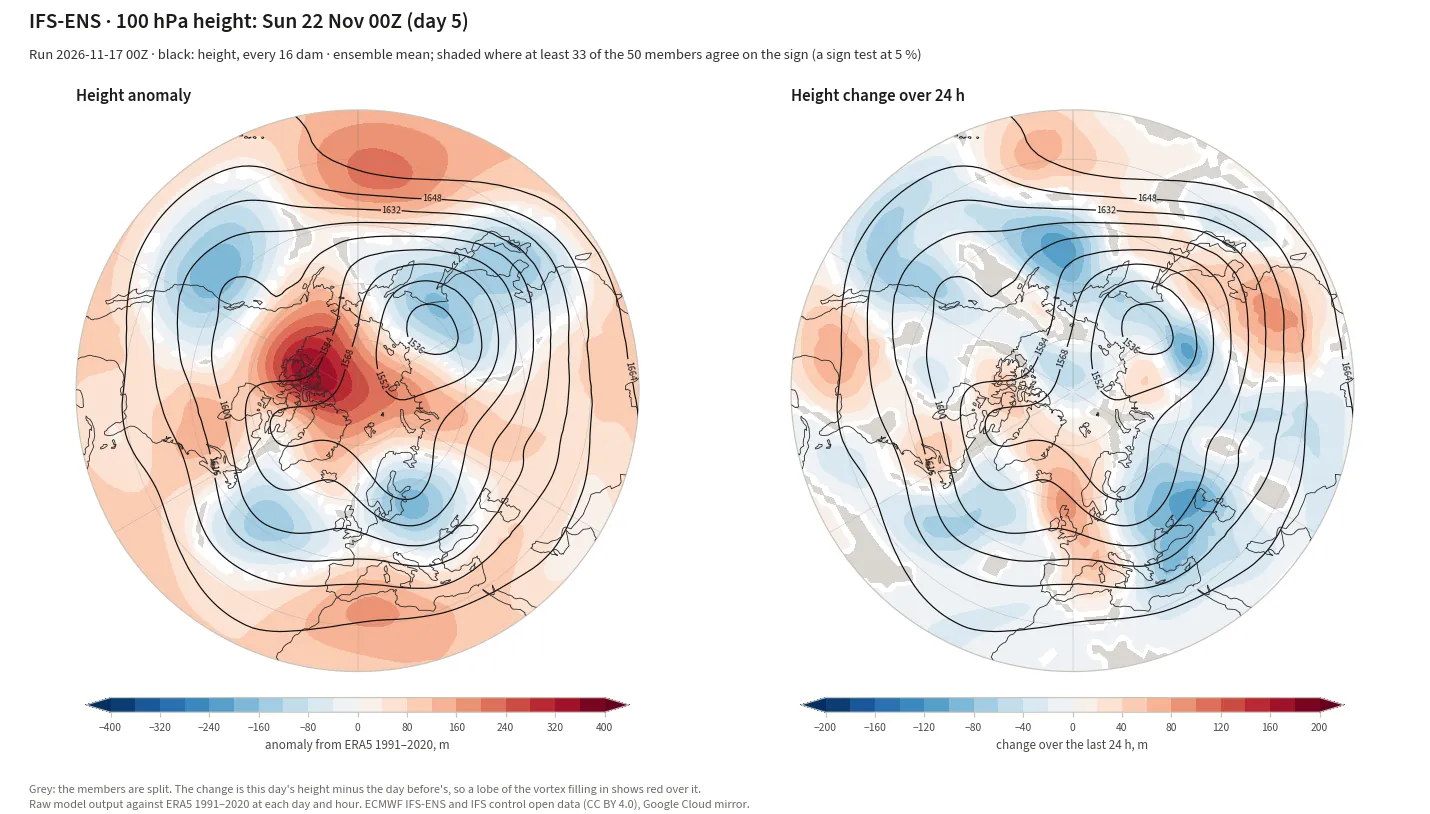 IFS-ENS · 100 hPa height: Sun 22 Nov 00Z (day 5)
Run 2026-11-17 00Z · black: height, every 16 dam · ensemble mean; shaded where at least 33 of the 50 members agree on the sign (a sign test at 5 %)
Height anomaly
Height change over 24 h
1648
1632
1536
1584
1568
1552
1664
1600
1616
1648
1632
1536
1584
1568
1552
1664
1600
1616
−400 −320 −240 −160 −80 0 80 160 240 320 400
anomaly from ERA5 1991–2020, m
−200 −160 −120 −80 −40 0 40 80 120 160 200
change over the last 24 h, m
Grey: the members are split. The change is this day's height minus the day before's, so a lobe of the vortex filling in shows red over it.
Raw model output against ERA5 1991–2020 at each day and hour. ECMWF IFS-ENS and IFS control open data (CC BY 4.0), Google Cloud mirror.